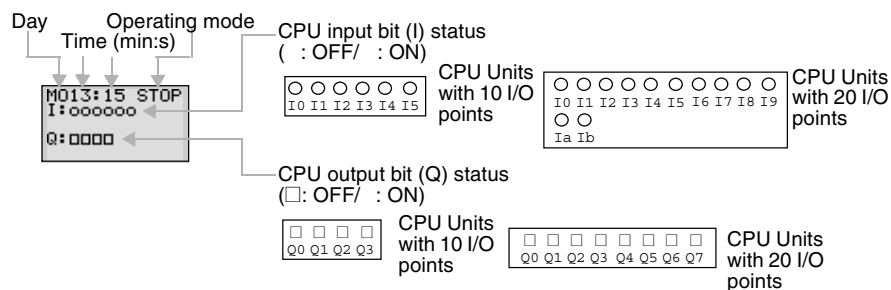 Day
Operating mode
Time (min:s)
MO13:15 STOP
I:oooooo
Q:□□□□
CPU input bit (I) status
( : OFF/ : ON)
I0 I1 I2 I3 I4 I5
CPU Units
with 10 I/O
points
I0 I1 I2 I3 I4 I5 I6 I7 I8 I9
Ia Ib
CPU Units
with 20 I/O
points
CPU output bit (Q) status
(□: OFF/ : ON)
Q0 Q1 Q2 Q3
CPU Units
with 10 I/O
points
Q0 Q1 Q2 Q3 Q4 Q5 Q6 Q7
CPU Units
with 20 I/O
points